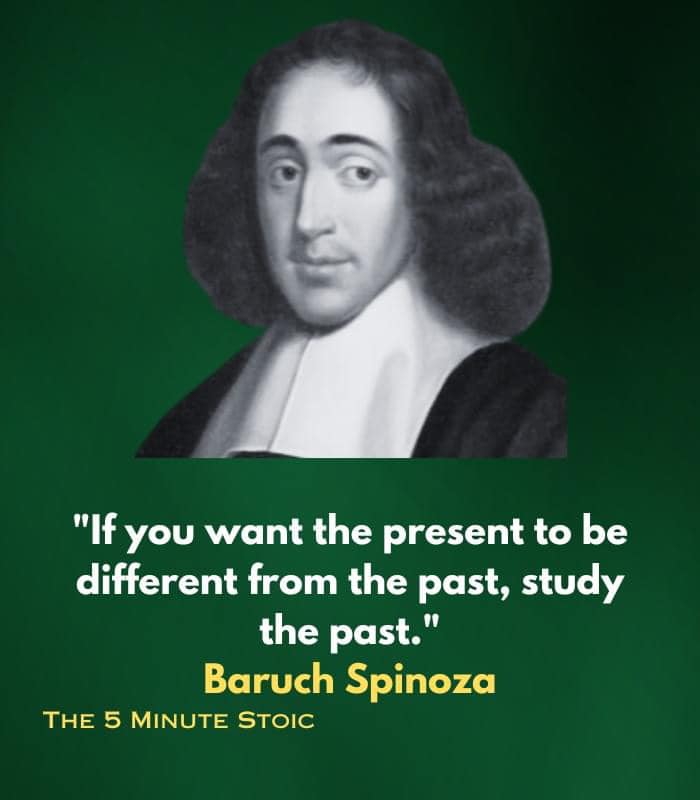 "If you want the present to be
different from the past, study
the past."
Baruch Spinoza
The 5 Minute Stoic